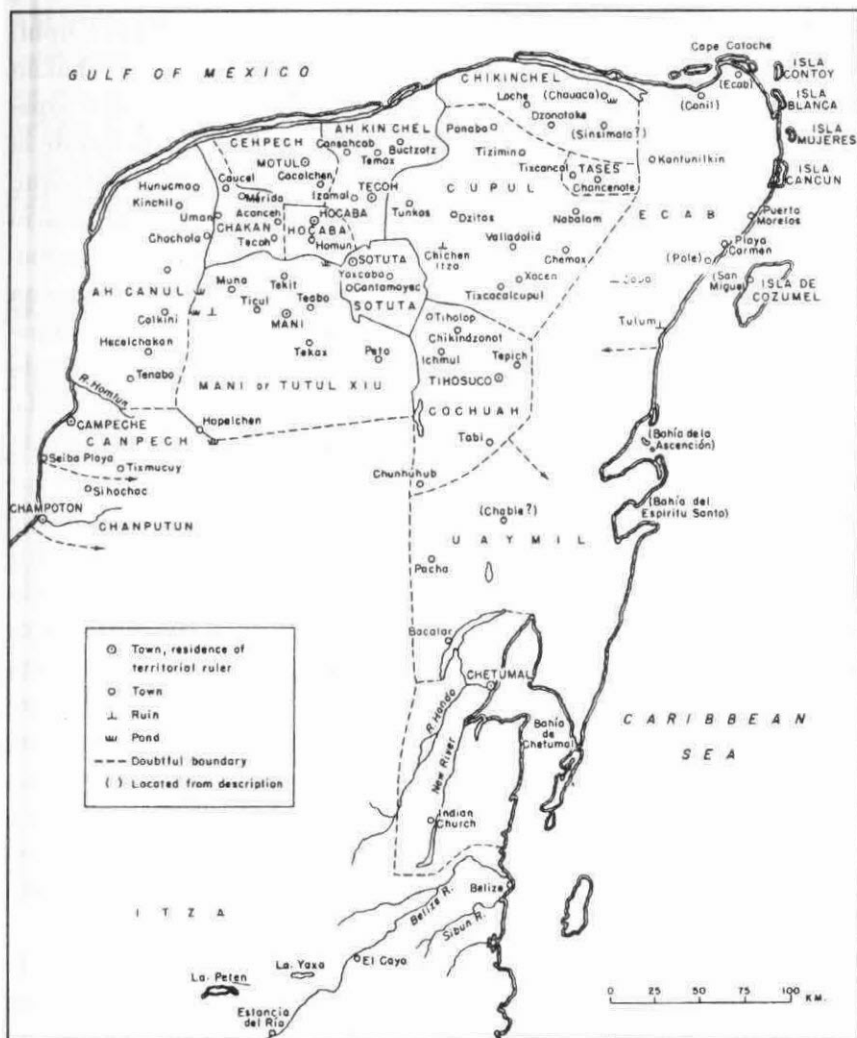 GULF OF MEXICO
Cape Catoche
ISLA CONTOY
ISLA BLANCA
ISLA MUJERES
ISLA CANCUN
(Ecab)
(Conil)
CHIKINCHEL
Loche
(Chauaca)
Dzonotake
(Sinsimato?)
Panaba
Tizimin
Kantunilkin
AH KINCHEL
Cansahcab
Buctzotz
Temax
CEHPECH
MOTUL
Cacalchen
Izamal
TECOH
Caucel
Merida
Hunucma
Kinchil
Uman
Acanceh
HOCABA
HOCABA
Homun
CHAKAN
Tecoh
Chochola
Tunkas
CUPUL
Tixcancal
TASES
Chancenote
Dzitas
Nabalam
ECAB
Puerto Morelos
Valladolid
Chichen Itza
Chemax
Playa Carmen
(Pole)
(San Miguel)
ISLA DE COZUMEL
Xocen
Tixcacalcupul
Tulum
SOTUTA
Yaxcaba
Cantamayec
SOTUTA
AH CANUL
Muna
Tekit
Ticul
Teabo
MANI
Calkini
Hecelchakan
Tekax
Peto
Tenabo
MANI or TUTUL XIU
Tiholop
Chikindzonot
Ichmul
Tepich
TIHOSUCO
COCHUAH
Tabi
R. Homtun
CAMPECHE
CANPECH
Hopelchen
Seiba Playa
Tixmucuy
Sihochac
CHAMPOTON
CHANPUTUN
Chunhuhub
(Bahía de la Ascención)
(Bahía del Espiritu Santo)
(Chable?)
UAYMIL
Pacha
Bacalar
CHETUMAL
R. Hondo
New River
Bahía de Chetumal
CARIBBEAN SEA
Indian Church
Town, residence of territorial ruler
Town
Ruin
Pond
Doubtful boundary
( ) Located from description
ITZA
Belize R.
Belize
Sibun R.
El Cayo
La. Yaxa
La. Peten
Estancia del Río
0 25 50 75 100 KM.